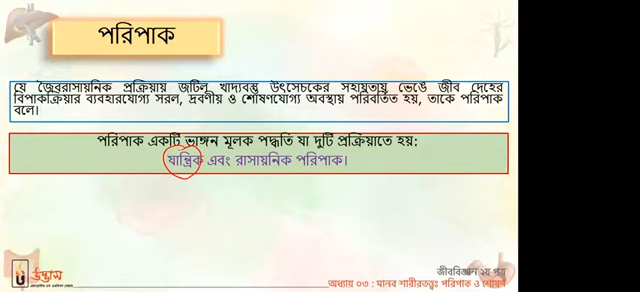 পরিপাক
যে জৈবরাসায়নিক প্রক্রিয়ায় জটিল খাদ্যবস্তু উৎসেচকের সহায়তায় ভেঙে জীব দেহের
বিপাকক্রিয়ার ব্যবহারযোগ্য সরল, দ্রবণীয় ও শোষণযোগ্য অবস্থায় পরিবর্তিত হয়, তাকে পরিপাক
বলে।
পরিপাক একটি ভাঙ্গন মূলক পদ্ধতি যা দুটি প্রক্রিয়াতে হয়:
যান্ত্রিক এবং রাসায়নিক পরিপাক।
উদ্ভাস
জীববিজ্ঞান ২য় পত্র
অধ্যায় ০৩ : মানব শারীরতত্ত্ব: পরিপাক ও শোষণ